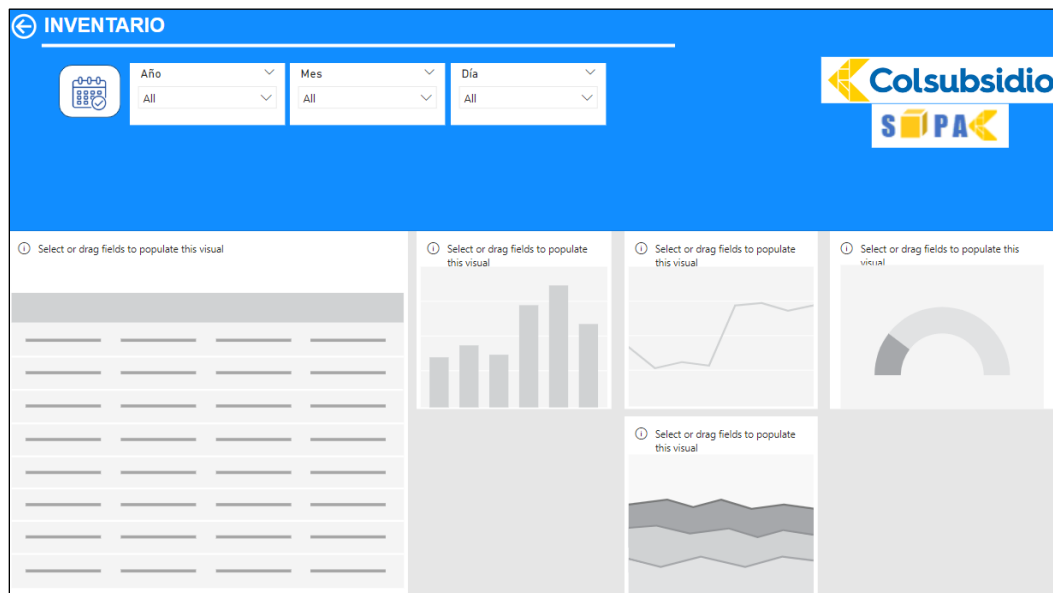 INVENTARIO
Año
All
Mes
All
Día
All
Colsubsidio
S PA
Select or drag fields to populate this visual
Select or drag fields to populate
this visual
Select or drag fields to populate
this visual
Select or drag fields to populate this
visual
Select or drag fields to populate
this visual